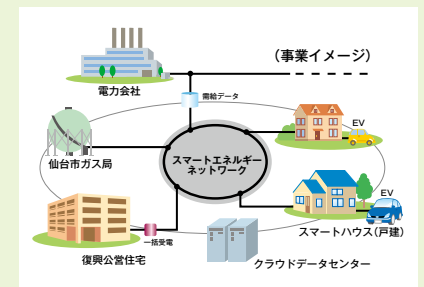 （事業イメージ）
電力会社
需給データ
EV
仙台市ガス局
スマートエネルギー
ネットワーク
EV
スマートハウス（戸建）
一括受電
復興公営住宅
クラウドデータセンター